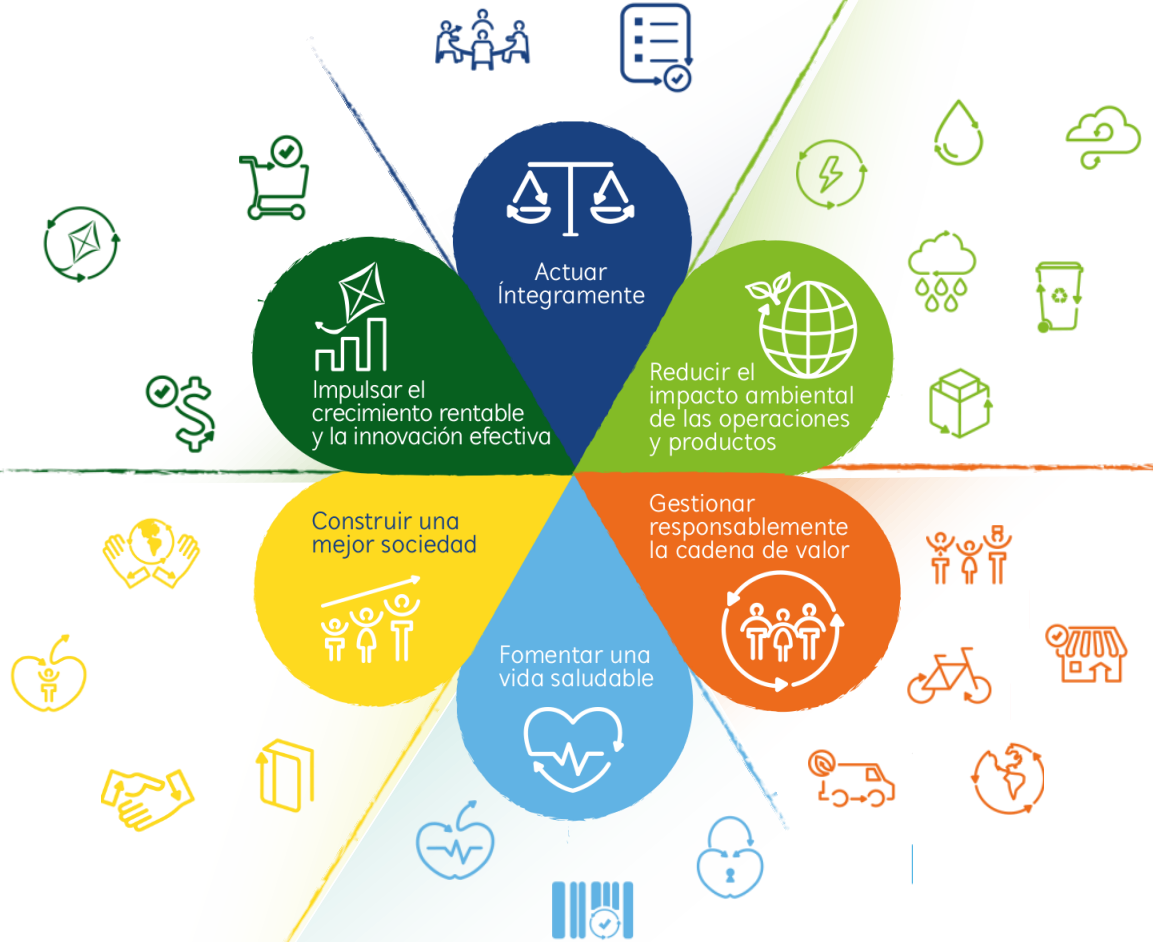 Actuar
Íntegramente
Impulsar el
crecimiento rentable
y la innovación efectiva
Reducir el
impacto ambiental
de las operaciones
y productos
Construir una
mejor sociedad
Gestionar
responsablemente
la cadena de valor
Fomentar una
vida saludable